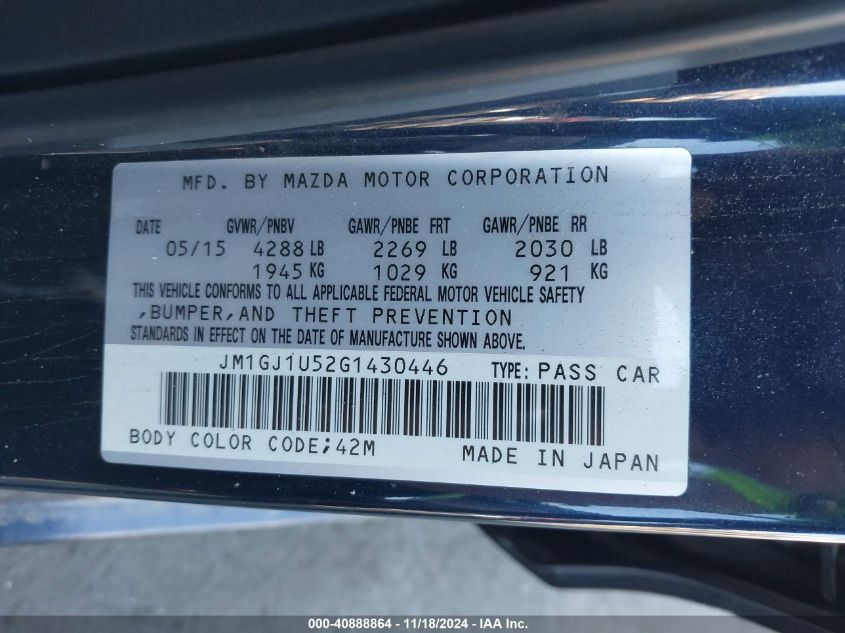 MFD. BY MAZDA MOTOR CORPORATION
DATE GVWR/PNBV GAWR/PNBE FRT GAWR/PNBE RR
05/15 4288 LB 2269 LB 2030 LB
1945 KG 1029 KG 921 KG
THIS VEHICLE CONFORMS TO ALL APPLICABLE FEDERAL MOTOR VEHICLE SAFETY
,BUMPER,AND THEFT PREVENTION
STANDARDS IN EFFECT ON THE DATE OF MANUFACTURE SHOWN ABOVE.
JM1GJ1U52G1430446 TYPE: PASS CAR
BODY COLOR CODE;42M MADE IN JAPAN
000-40888864 - 11/18/2024 - IAA Inc.